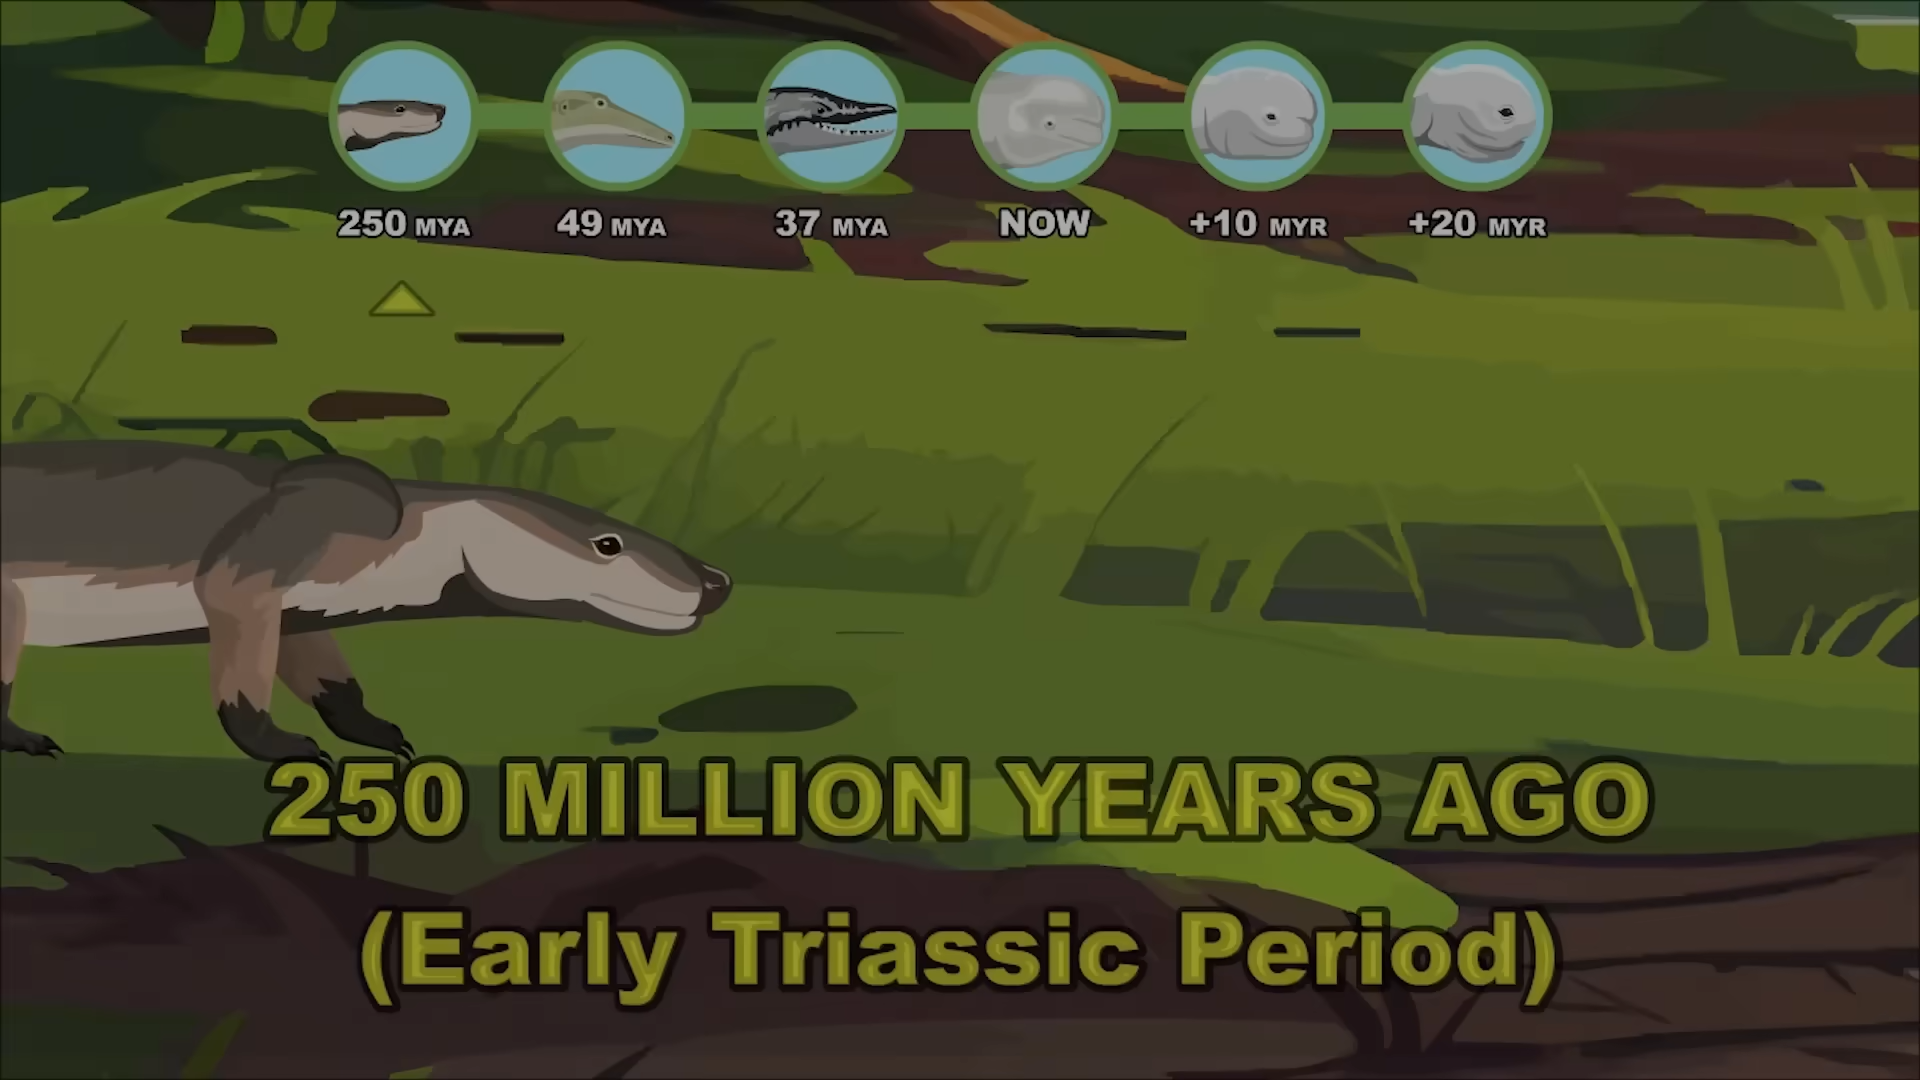 250 MYA 49 MYA 37 MYA NOW +10 MYR +20 MYR
250 MILLION YEARS AGO
(Early Triassic Period)